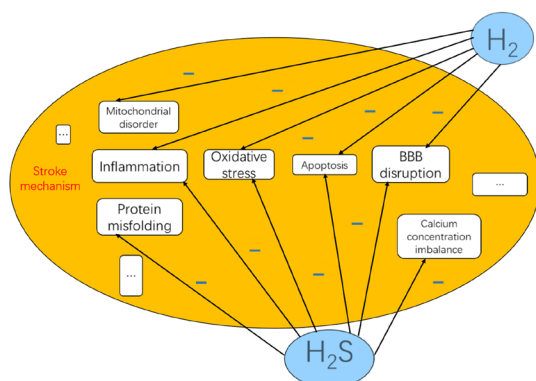 H₂
Mitochondrial
disorder
...
Inflammation
Oxidative
stress
Apoptosis
BBB
disruption
Stroke
mechanism
...
Protein
misfolding
Calcium
concentration
imbalance
...
H₂S